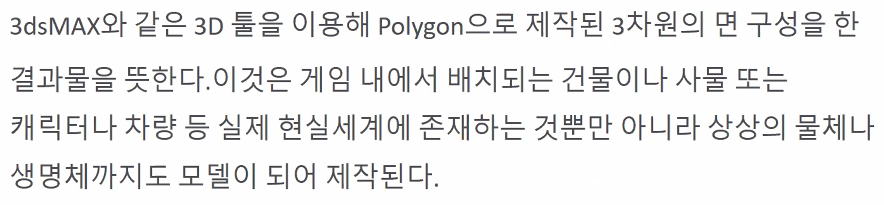 3dsMAX와 같은 3D 툴을 이용해 Polygon으로 제작된 3차원의 면 구성을 한
결과물을 뜻한다.이것은 게임 내에서 배치되는 건물이나 사물 또는
캐릭터나 차량 등 실제 현실세계에 존재하는 것뿐만 아니라 상상의 물체나
생명체까지도 모델이 되어 제작된다.